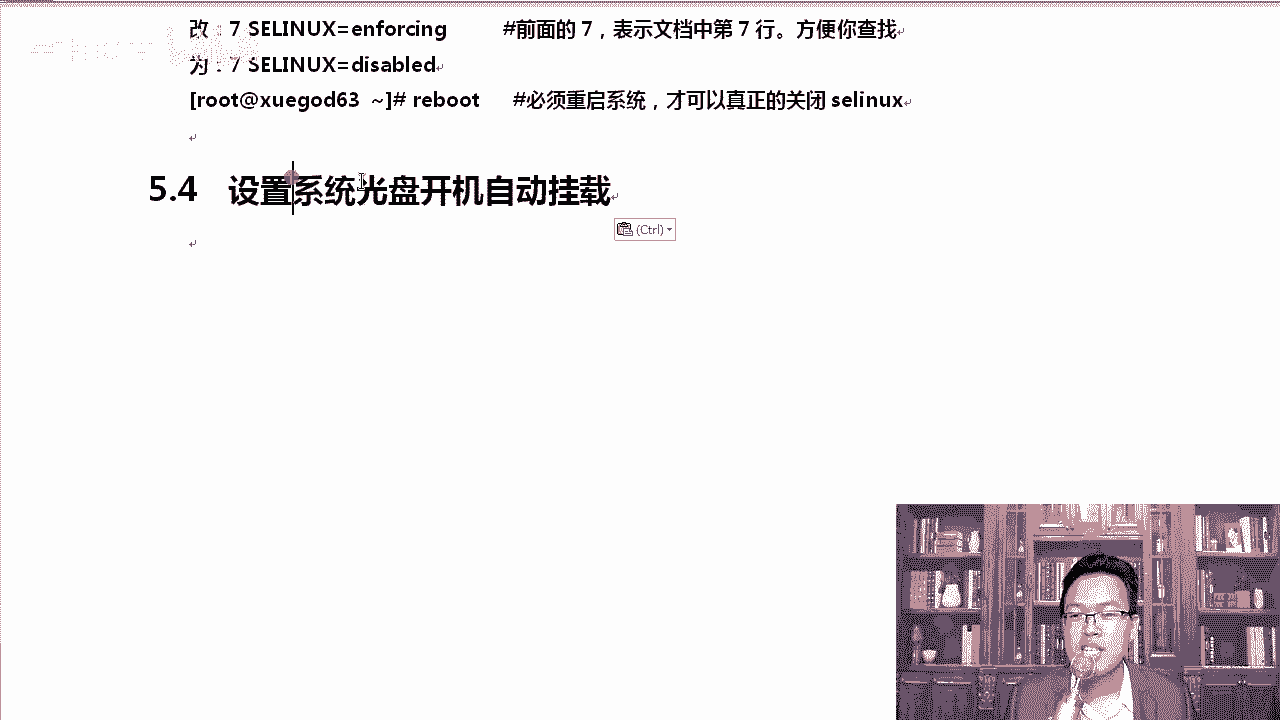 改：7 SELINUX=enforcing #前面的 7，表示文档中第 7 行。方便你查找
为：7 SELINUX=disabled
[root@xuegod63 ~]# reboot #必须重启系统，才可以真正的关闭 selinux
5.4 设置系统光盘开机自动挂载
(Ctrl)